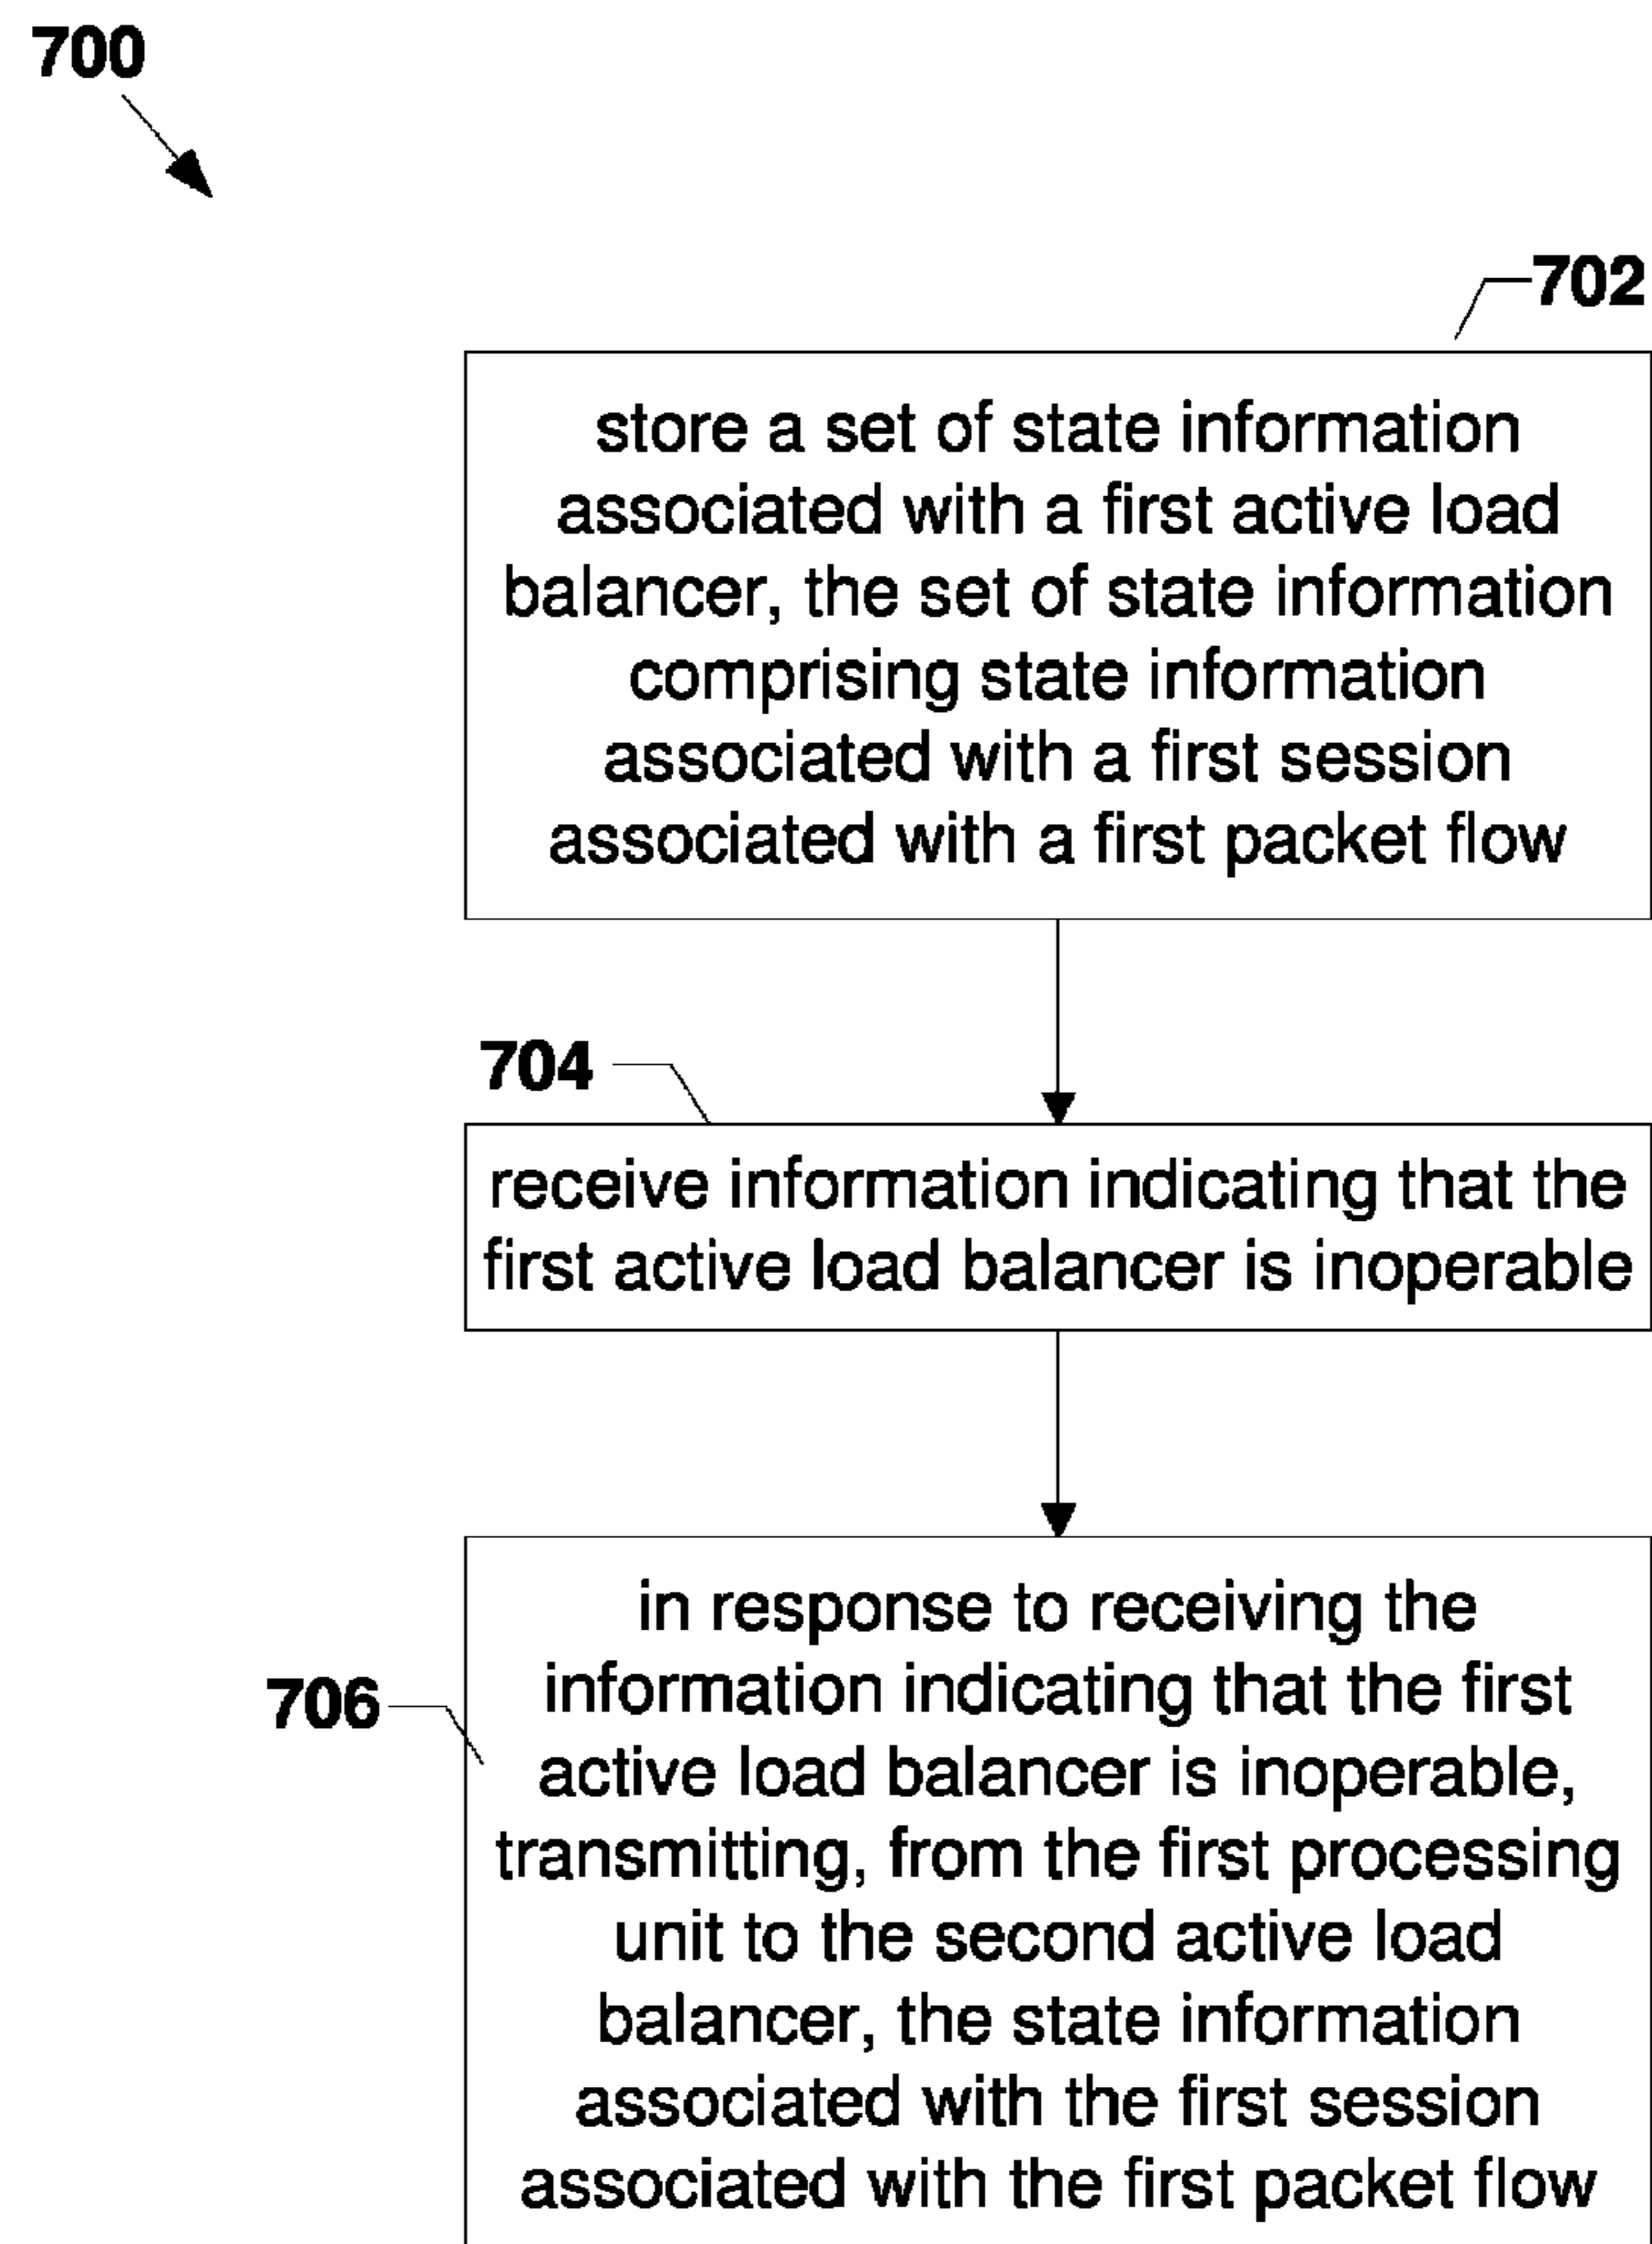 700
702
store a set of state information
associated with a first active load
balancer, the set of state information
comprising state information
associated with a first session
associated with a first packet flow
704
receive information indicating that the
first active load balancer is inoperable
706
in response to receiving the
information indicating that the first
active load balancer is inoperable,
transmitting, from the first processing
unit to the second active load
balancer, the state information
associated with the first session
associated with the first packet flow